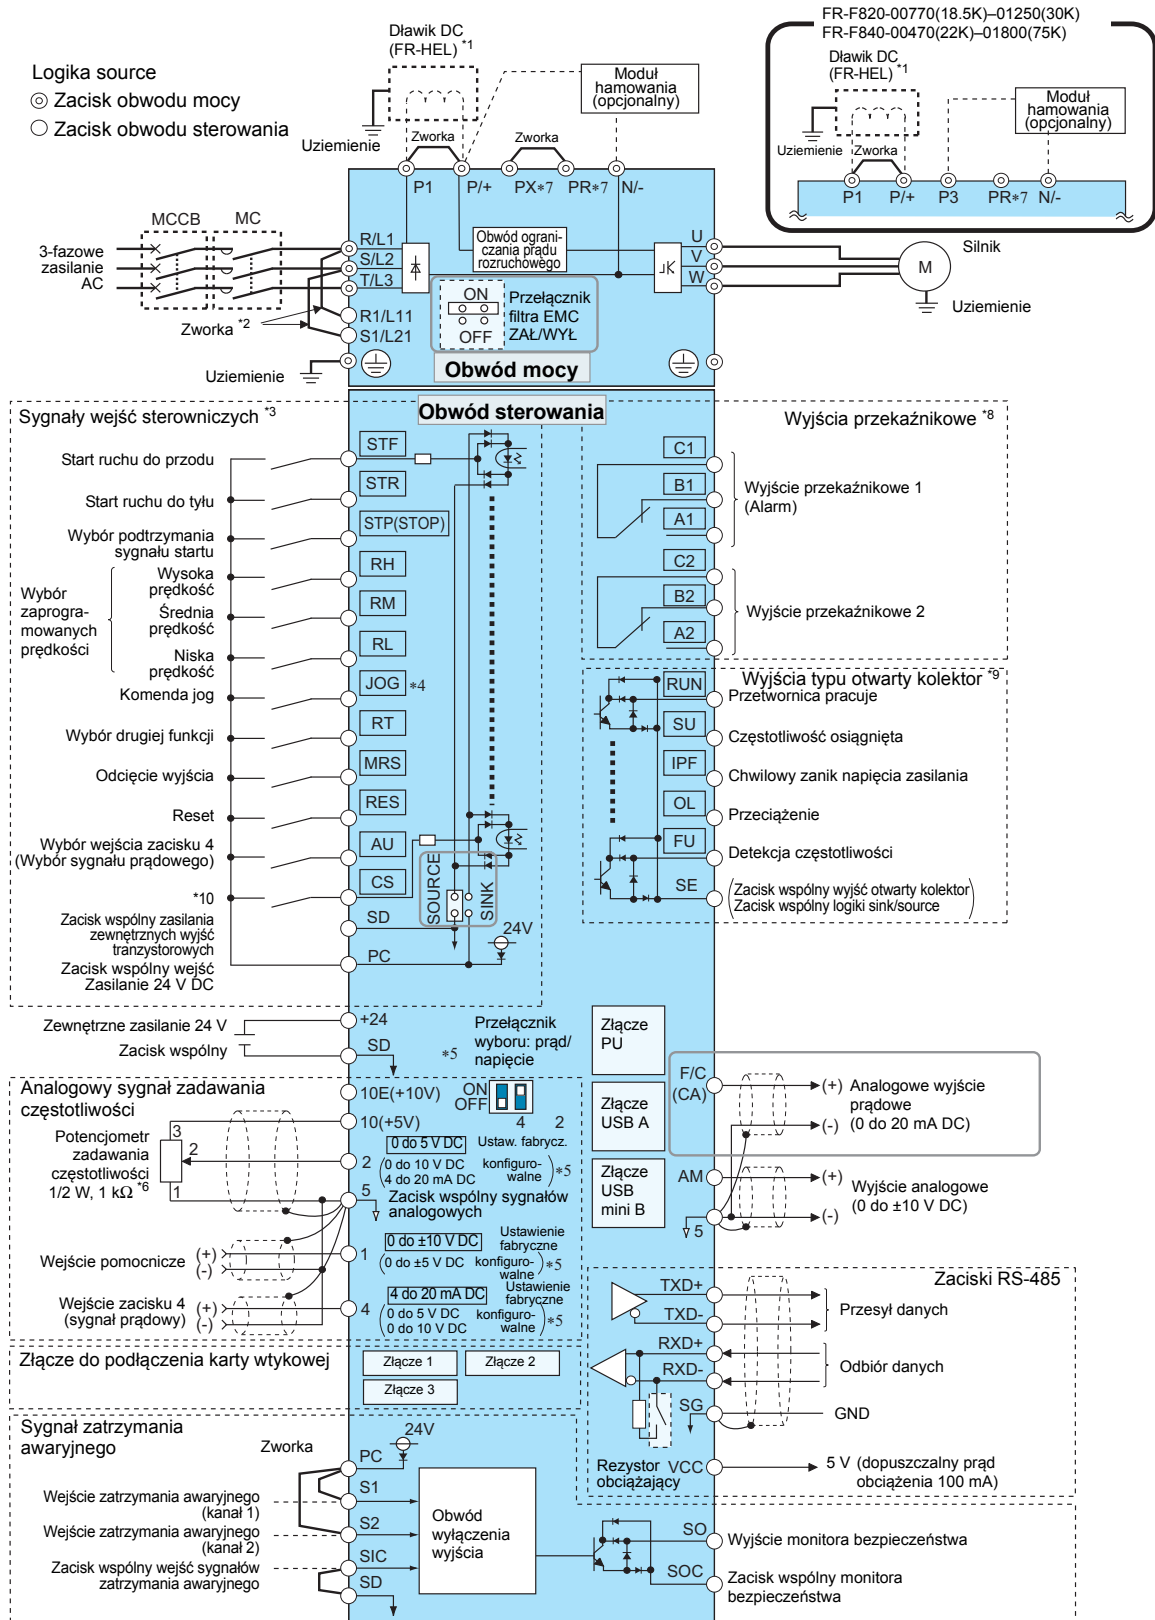 FR-F820-00770(18.5K)–01250(30K)
FR-F840-00470(22K)–01800(75K)
Dławik DC
(FR-HEL) *1
Moduł
hamowania
(opcjonalny)
Uziemienie
Zworka
P1
P/+
P3
PR*7
N/-
Logika source
Zacisk obwodu mocy
Zacisk obwodu sterowania
Dławik DC
(FR-HEL) *1
Moduł
hamowania
(opcjonalny)
Uziemienie
Zworka
Zworka
P1
P/+
PX*7
PR*7
N/-
MCCB
MC
3-fazowe
zasilanie
AC
R/L1
S/L2
T/L3
R1/L11
S1/L21
Zworka *2
Uziemienie
Obwód ograni-
czania prądu
rozruchowego
ON
OFF
Przełącznik
filtra EMC
ZAŁ/WYŁ
U
V
W
M
Silnik
Uziemienie
Obwód mocy
Obwód sterowania
Sygnały wejść sterowniczych *3
Start ruchu do przodu
STF
Start ruchu do tyłu
STR
Wybór podtrzymania
sygnału startu
STP(STOP)
Wybór
zaprogra-
mowanych
prędkości
Wysoka
prędkość
RH
Średnia
prędkość
RM
Niska
prędkość
RL
Komenda jog
JOG *4
Wybór drugiej funkcji
RT
Odcięcie wyjścia
MRS
Reset
RES
Wybór wejścia zacisku 4
(Wybór sygnału prądowego)
AU
*10
CS
SOURCE
SINK
Zacisk wspólny zasilania
zewnętrznych wyjść
tranzystorowych
SD
24V
Zacisk wspólny wejść
Zasilanie 24 V DC
PC
Wyjścia przekaźnikowe *8
C1
B1
A1
Wyjście przekaźnikowe 1
(Alarm)
C2
B2
A2
Wyjście przekaźnikowe 2
Wyjścia typu otwarty kolektor *9
RUN
Przetwornica pracuje
SU
Częstotliwość osiągnięta
IPF
Chwilowy zanik napięcia zasilania
OL
Przeciążenie
FU
Detekcja częstotliwości
SE
(Zacisk wspólny wyjść otwarty kolektor
Zacisk wspólny logiki sink/source)
Zewnętrzne zasilanie 24 V
+24
Zacisk wspólny
SD
*5
Przełącznik
wyboru: prąd/
napięcie
Złącze
PU
Złącze
USB A
Złącze
USB
mini B
F/C
(CA)
(+)
(-)
Analogowe wyjście
prądowe
(0 do 20 mA DC)
AM
5
(+)
(-)
Wyjście analogowe
(0 do ±10 V DC)
Analogowy sygnał zadawania
częstotliwości
10E(+10V)
ON
OFF
4
2
10(+5V)
Potencjometr
zadawania
częstotliwości
1/2 W, 1 kΩ *6
3
2
1
0 do 5 V DC
Ustaw. fabrycz.
2
(0 do 10 V DC
4 do 20 mA DC
konfiguro-
walne)*5
5
Zacisk wspólny sygnałów
analogowych
Wejście pomocnicze
(+)
(-)
1
0 do ±10 V DC
Ustawienie
fabryczne
(0 do ±5 V DC
konfiguro-
walne)*5
Wejście zacisku 4
(sygnał prądowy)
(+)
(-)
4
4 do 20 mA DC
Ustawienie
fabryczne
(0 do 5 V DC
0 do 10 V DC
konfiguro-
walne)*5
Złącze do podłączenia karty wtykowej
Złącze 1
Złącze 2
Złącze 3
Zaciski RS-485
TXD+
TXD-
Przesył danych
RXD+
RXD-
Odbiór danych
SG
GND
Rezystor
obciążający
VCC
5 V
(dopuszczalny prąd
obciążenia 100 mA)
Sygnał zatrzymania
awaryjnego
Zworka
24V
PC
Wejście zatrzymania awaryjnego
(kanał 1)
S1
Wejście zatrzymania awaryjnego
(kanał 2)
S2
Zacisk wspólny wejść sygnałów
zatrzymania awaryjnego
SIC
SD
Obwód
wyłączenia
wyjścia
SO
Wyjście monitora bezpieczeństwa
SOC
Zacisk wspólny monitora
bezpieczeństwa